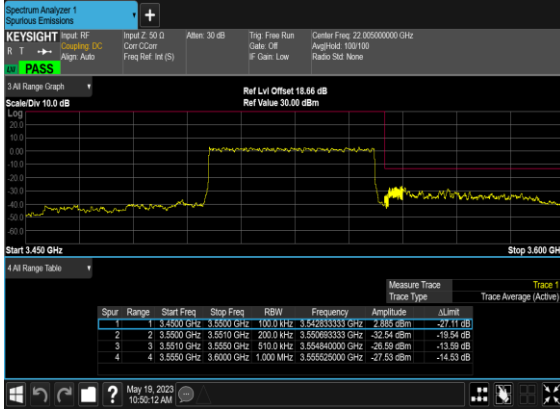 Spectrum Analyzer 1
Spurious Emissions
+
KEYSIGHT Input: RF Input Z: 50 Ω Atten: 30 dB Trig: Free Run Center Freq: 22.005000000 GHz
R T Coupling: DC Corr CCorr Gate: Off Avg|Hold: 100/100
Align: Auto Freq Ref: Int (S) IF Gain: Low Radio Std: None
PASS
3 All Range Graph
Ref Lvl Offset 18.66 dB
Scale/Div 10.0 dB Ref Value 30.00 dBm
Log
20.0
10.0
0.00
-10.0
-20.0
-30.0
-40.0
-50.0
-60.0
Start 3.450 GHz Stop 3.600 GH
4 All Range Table
Measure Trace Trace 1
Trace Type Trace Average (Active)
Spur Range Start Freq Stop Freq RBW Frequency Amplitude ΔLimit
1 1 3.4500 GHz 3.5500 GHz 100.0 kHz 3.542833333 GHz 2.885 dBm -27.11 dB
2 2 3.5500 GHz 3.5510 GHz 200.0 kHz 3.550693333 GHz -32.54 dBm -19.54 dB
3 3 3.5510 GHz 3.5550 GHz 510.0 kHz 3.554840000 GHz -26.59 dBm -13.59 dB
4 4 3.5550 GHz 3.6000 GHz 1.000 MHz 3.555525000 GHz -27.53 dBm -14.53 dB
?
May 19, 2023
10:50:12 AM